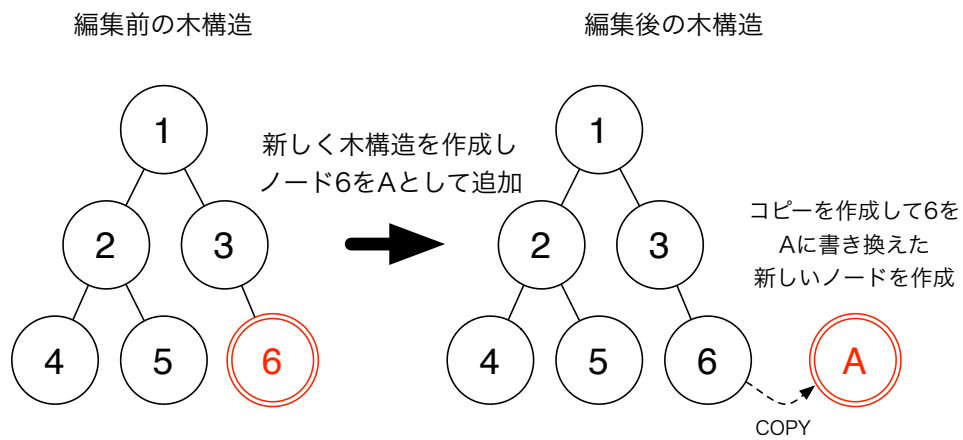 編集前の木構造
編集後の木構造
1
2
3
4
5
6
新しく木構造を作成し
ノード6をAとして追加
1
2
3
4
5
6
コピーを作成して6を
Aに書き換えた
新しいノードを作成
A
COPY